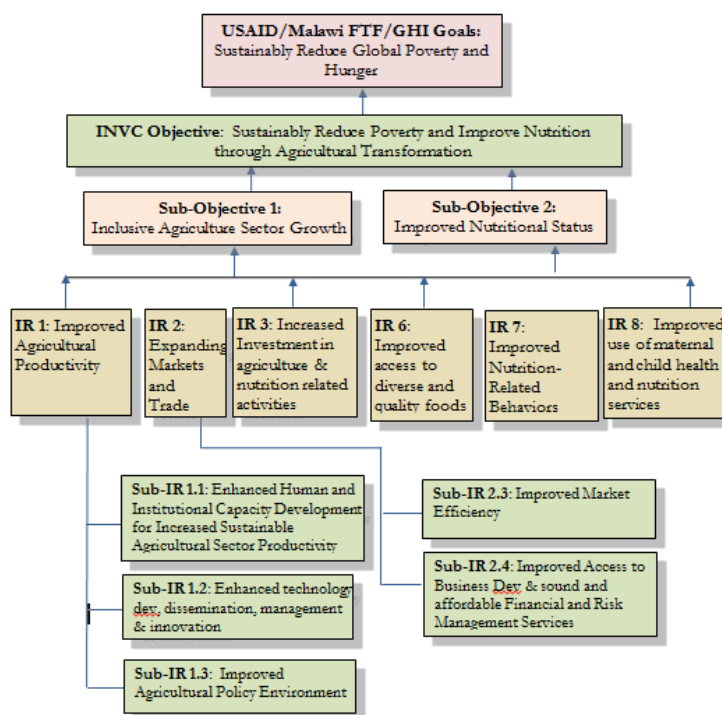 USAID/Malawi FTF/GHI Goals:
Sustainably Reduce Global Poverty and
Hunger
INVC Objective: Sustainably Reduce Poverty and Improve Nutrition
through Agricultural Transformation
Sub-Objective 1:
Inclusive Agriculture Sector Growth
Sub-Objective 2:
Improved Nutritional Status
IR 1: Improved
Agricultural
Productivity
IR 2:
Expanding
Markets
and
Trade
IR 3: Increased
Investment in
agriculture &
nutrition related
activities
IR 6:
Improved
access to
diverse and
quality foods
IR 7:
Improved
Nutrition-
Related
Behaviors
IR 8: Improved
use of maternal
and child health
and nutrition
services
Sub-IR 1.1: Enhanced Human and
Institutional Capacity Development
for Increased Sustainable
Agricultural Sector Productivity
Sub-IR 1.2: Enhanced technology
dev, dissemination, management
& innovation
Sub-IR 1.3: Improved
Agricultural Policy Environment
Sub-IR 2.3: Improved Market
Efficiency
Sub-IR 2.4: Improved Access to
Business Dev & sound and
affordable Financial and Risk
Management Services